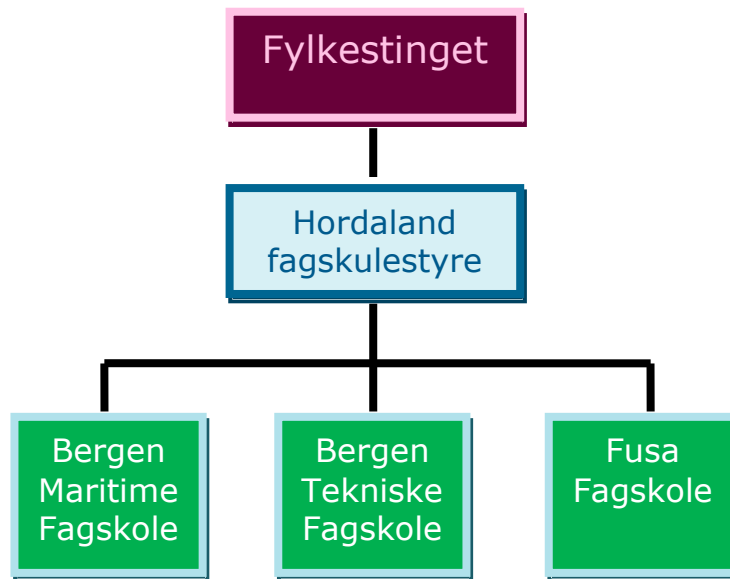 Fylkestinget
Hordaland
fagskulestyre
Bergen
Maritime
Fagskole
Bergen
Tekniske
Fagskole
Fusa
Fagskole